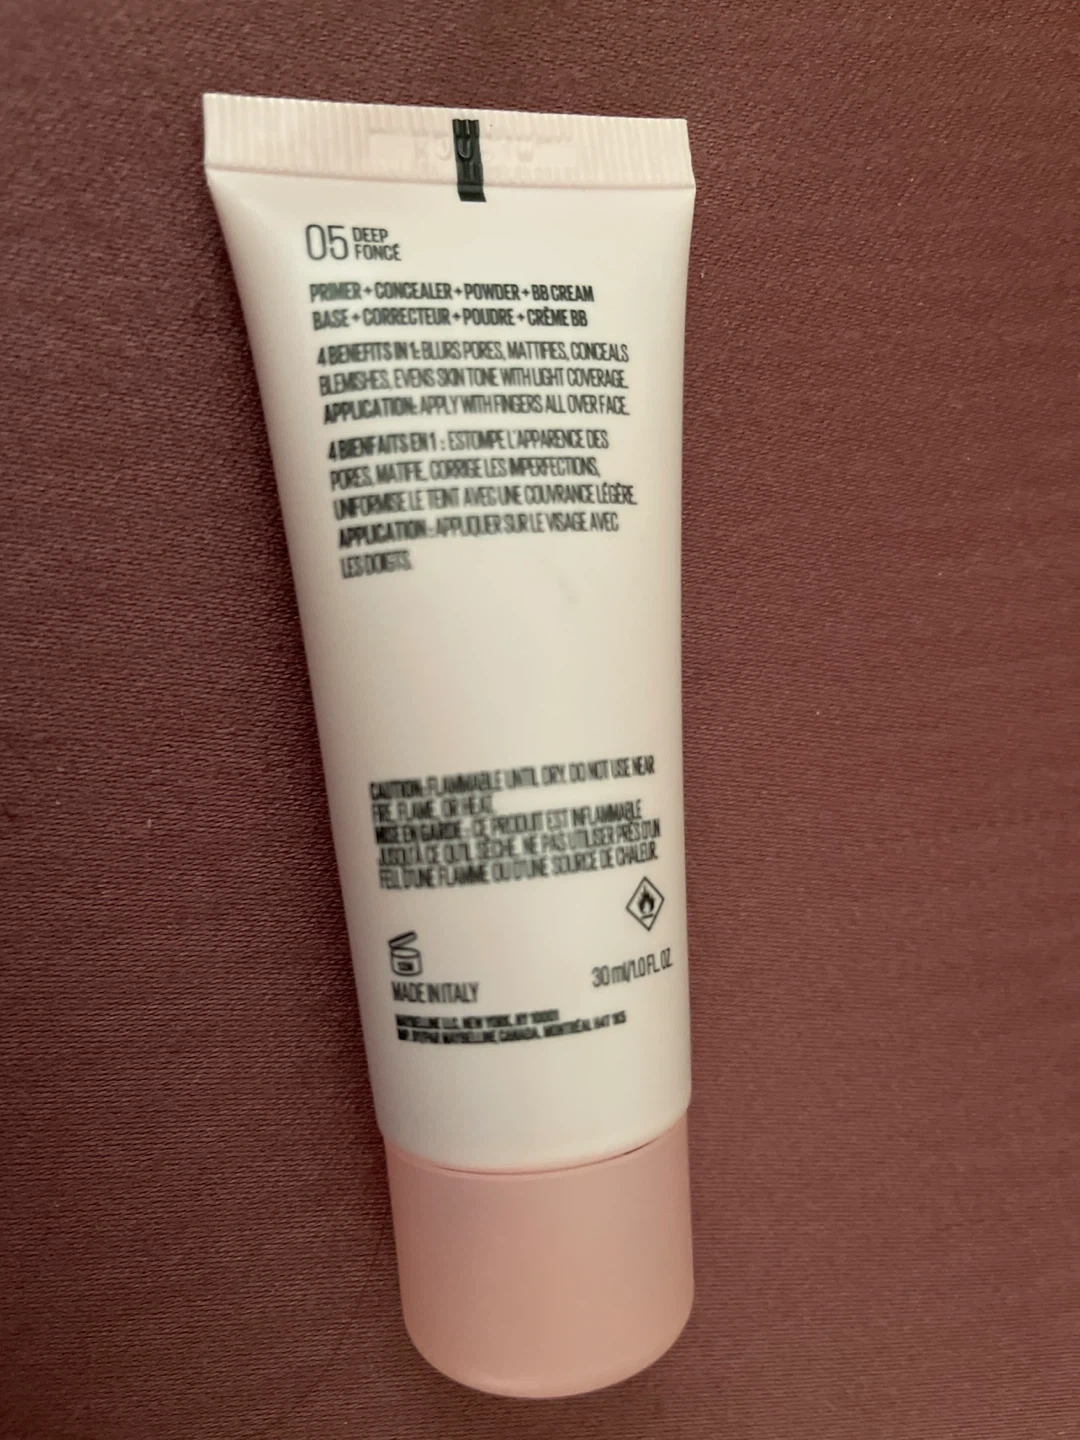 05 DEEP
FONCÉ
PRIMER + CONCEALER + POWDER + BB CREAM
BASE + CORRECTEUR + POUDRE + CRÈME BB
4 BENEFITS IN 1: BLURS PORES, MATTIFIES, CONCEALS
BLEMISHES, EVENS SKIN TONE WITH LIGHT COVERAGE.
APPLICATION: APPLY WITH FINGERS ALL OVER FACE.
4 BIENFAITS EN 1 : ESTOMPE L'APPARENCE DES
PORES, MATIFIE, CORRIGE LES IMPERFECTIONS,
UNIFORMISE LE TEINT AVEC UNE COUVRANCE LÉGÈRE.
APPLICATION : APPLIQUER SUR LE VISAGE AVEC
LES DOIGTS.
CAUTION: FLAMMABLE UNTIL DRY. DO NOT USE NEAR
FIRE, FLAME, OR HEAT.
MISE EN GARDE : CE PRODUIT EST INFLAMMABLE
JUSQU'À CE QU'IL SÈCHE. NE PAS UTILISER PRÈS D'UN
FEU, D'UNE FLAMME OU D'UNE SOURCE DE CHALEUR.
30 ml/1.0 FL. OZ.
MADE IN ITALY
MAYBELLINE LLC, NEW YORK, NY 10001
MAYBELLINE CANADA, MONTRÉAL H4T 1K5